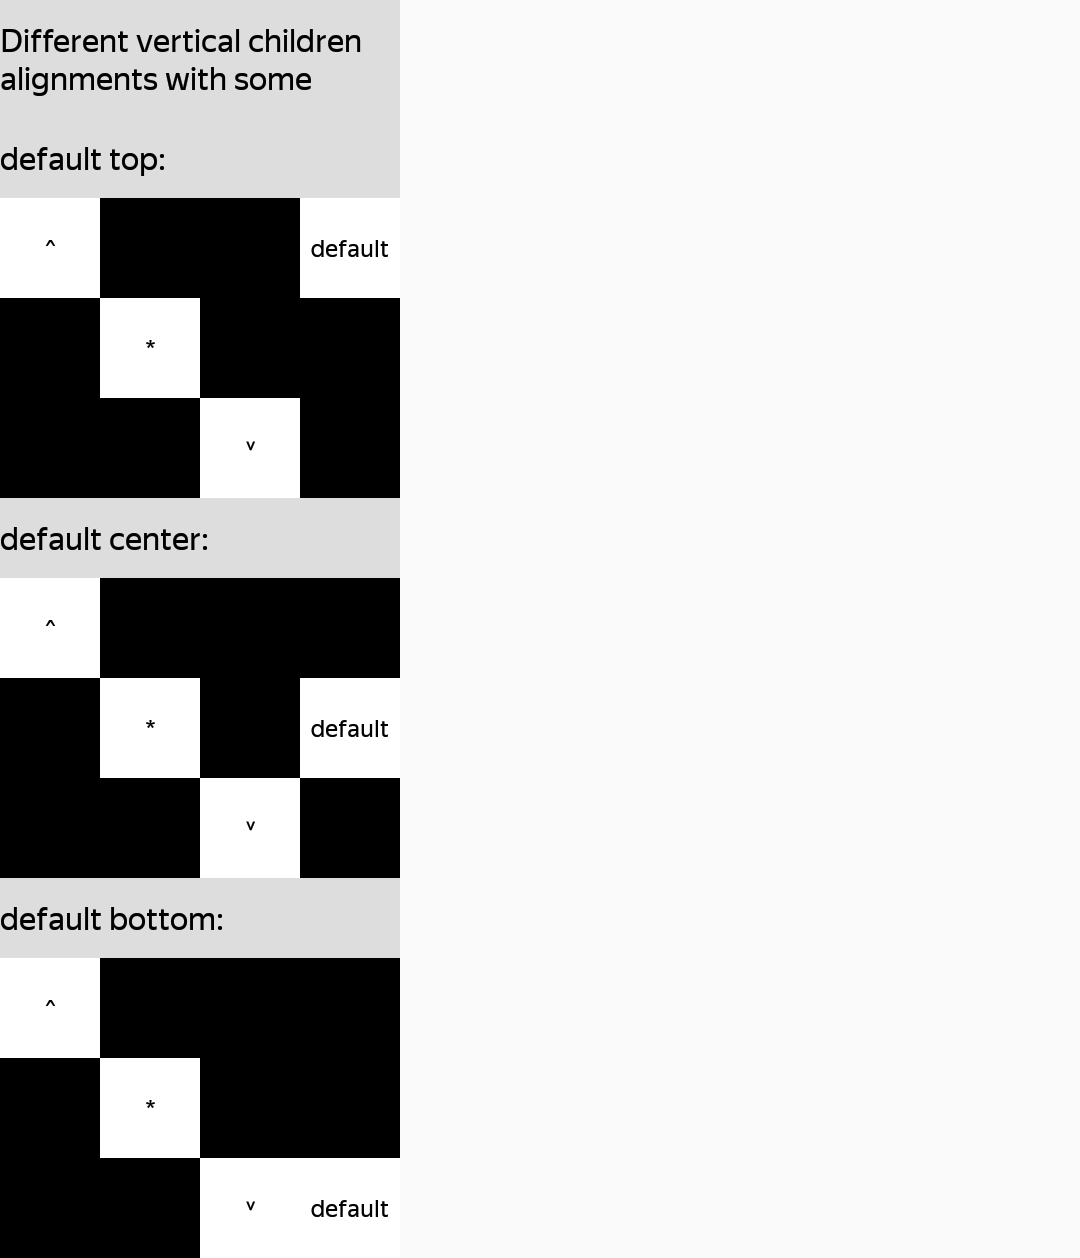 Different vertical children
alignments with some
default top:
^ default
*
v
default center:
^
* default
v
default bottom:
^
*
v default